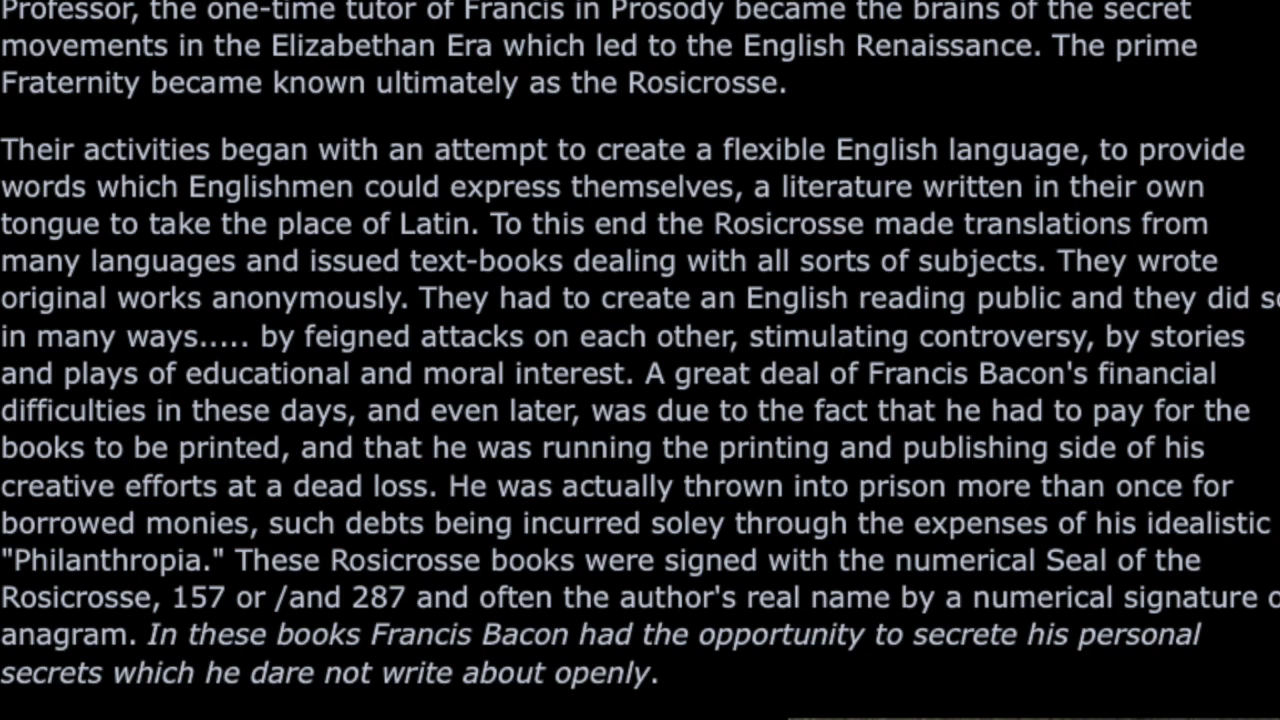 Professor, the one-time tutor of Francis in Prosody became the brains of the secret
movements in the Elizabethan Era which led to the English Renaissance. The prime
Fraternity became known ultimately as the Rosicrosse.
Their activities began with an attempt to create a flexible English language, to provide
words which Englishmen could express themselves, a literature written in their own
tongue to take the place of Latin. To this end the Rosicrosse made translations from
many languages and issued text-books dealing with all sorts of subjects. They wrote
original works anonymously. They had to create an English reading public and they did so
in many ways..... by feigned attacks on each other, stimulating controversy, by stories
and plays of educational and moral interest. A great deal of Francis Bacon's financial
difficulties in these days, and even later, was due to the fact that he had to pay for the
books to be printed, and that he was running the printing and publishing side of his
creative efforts at a dead loss. He was actually thrown into prison more than once for
borrowed monies, such debts being incurred soley through the expenses of his idealistic
"Philanthropia." These Rosicrosse books were signed with the numerical Seal of the
Rosicrosse, 157 or /and 287 and often the author's real name by a numerical signature
anagram. In these books Francis Bacon had the opportunity to secrete his personal
secrets which he dare not write about openly.